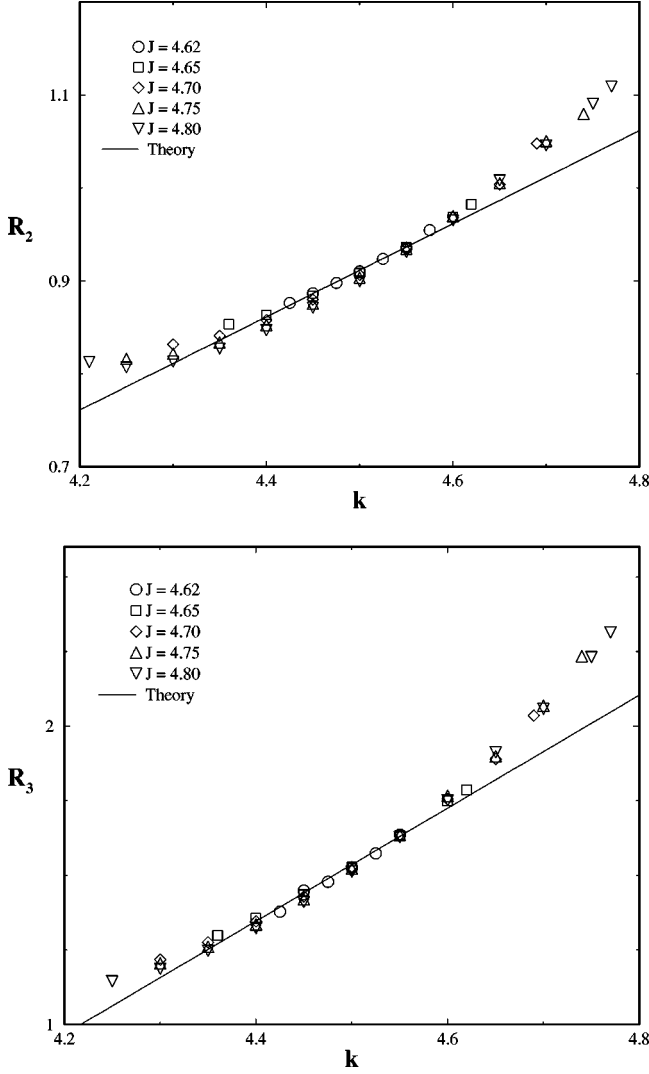 1.1
0.9
0.7
R2
J = 4.62
J = 4.65
J = 4.70
J = 4.75
J = 4.80
Theory
4.2 4.4 4.6 4.8
k
2
1
R3
J = 4.62
J = 4.65
J = 4.70
J = 4.75
J = 4.80
Theory
4.2 4.4 4.6 4.8
k